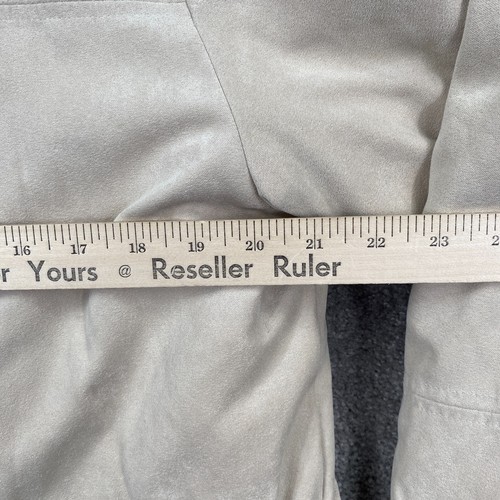 16 17 18 19 20 21 22 23
r Yours @ Reseller Ruler